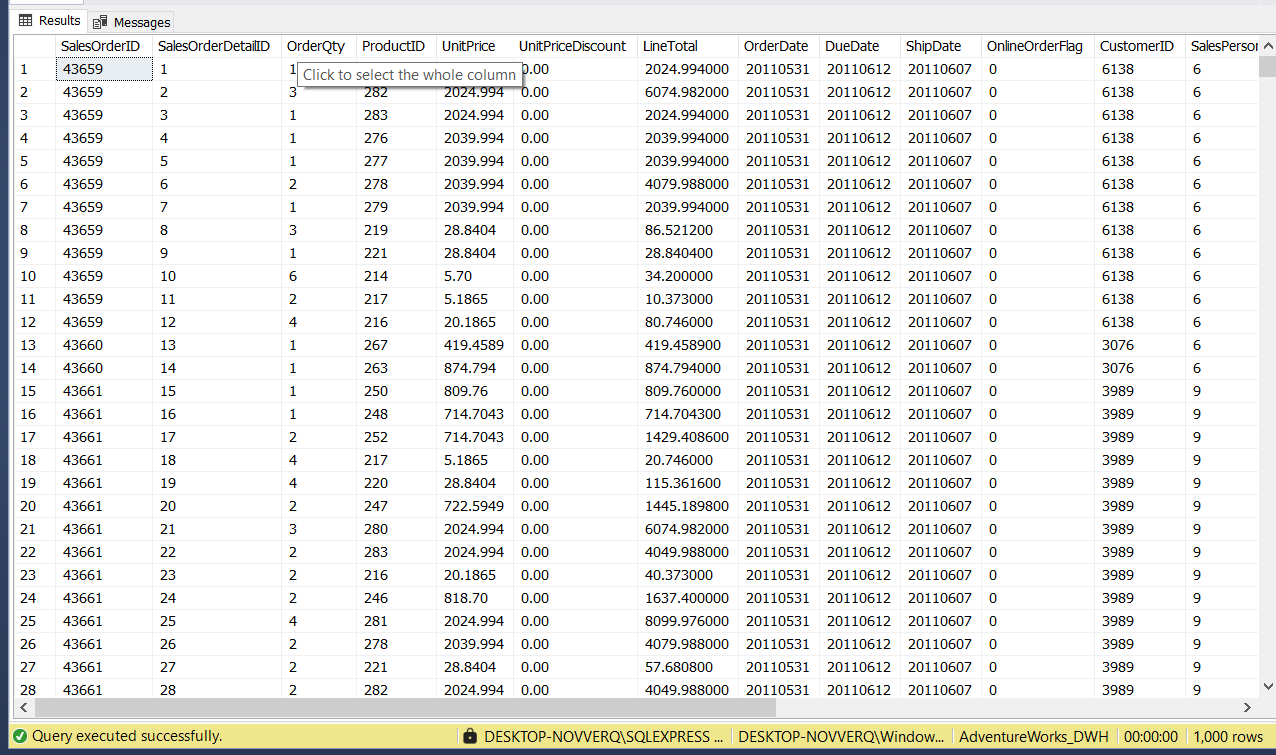 Results Messages
SalesOrderID SalesOrderDetailID OrderQty ProductID UnitPrice UnitPriceDiscount LineTotal OrderDate DueDate ShipDate OnlineOrderFlag CustomerID SalesPerson
1 43659 1 1 Click to select the whole column 0.00 2024.994000 20110531 20110612 20110607 0 6138 6
2 43659 2 3 282 2024.994 0.00 6074.982000 20110531 20110612 20110607 0 6138 6
3 43659 3 1 283 2024.994 0.00 2024.994000 20110531 20110612 20110607 0 6138 6
4 43659 4 1 276 2039.994 0.00 2039.994000 20110531 20110612 20110607 0 6138 6
5 43659 5 1 277 2039.994 0.00 2039.994000 20110531 20110612 20110607 0 6138 6
6 43659 6 2 278 2039.994 0.00 4079.988000 20110531 20110612 20110607 0 6138 6
7 43659 7 1 279 2039.994 0.00 2039.994000 20110531 20110612 20110607 0 6138 6
8 43659 8 3 219 28.8404 0.00 86.521200 20110531 20110612 20110607 0 6138 6
9 43659 9 1 221 28.8404 0.00 28.840400 20110531 20110612 20110607 0 6138 6
10 43659 10 6 214 5.70 0.00 34.200000 20110531 20110612 20110607 0 6138 6
11 43659 11 2 217 5.1865 0.00 10.373000 20110531 20110612 20110607 0 6138 6
12 43659 12 4 216 20.1865 0.00 80.746000 20110531 20110612 20110607 0 6138 6
13 43660 13 1 267 419.4589 0.00 419.458900 20110531 20110612 20110607 0 3076 6
14 43660 14 1 263 874.794 0.00 874.794000 20110531 20110612 20110607 0 3076 6
15 43661 15 1 250 809.76 0.00 809.760000 20110531 20110612 20110607 0 3989 9
16 43661 16 1 248 714.7043 0.00 714.704300 20110531 20110612 20110607 0 3989 9
17 43661 17 2 252 714.7043 0.00 1429.408600 20110531 20110612 20110607 0 3989 9
18 43661 18 4 217 5.1865 0.00 20.746000 20110531 20110612 20110607 0 3989 9
19 43661 19 4 220 28.8404 0.00 115.361600 20110531 20110612 20110607 0 3989 9
20 43661 20 2 247 722.5949 0.00 1445.189800 20110531 20110612 20110607 0 3989 9
21 43661 21 3 280 2024.994 0.00 6074.982000 20110531 20110612 20110607 0 3989 9
22 43661 22 2 283 2024.994 0.00 4049.988000 20110531 20110612 20110607 0 3989 9
23 43661 23 2 216 20.1865 0.00 40.373000 20110531 20110612 20110607 0 3989 9
24 43661 24 2 246 818.70 0.00 1637.400000 20110531 20110612 20110607 0 3989 9
25 43661 25 4 281 2024.994 0.00 8099.976000 20110531 20110612 20110607 0 3989 9
26 43661 26 2 278 2039.994 0.00 4079.988000 20110531 20110612 20110607 0 3989 9
27 43661 27 2 221 28.8404 0.00 57.680800 20110531 20110612 20110607 0 3989 9
28 43661 28 2 282 2024.994 0.00 4049.988000 20110531 20110612 20110607 0 3989 9
Query executed successfully. DESKTOP-NOVVERQ\SQLEXPRESS ... DESKTOP-NOVVERQ\Window... AdventureWorks_DWH 00:00:00 1,000 rows